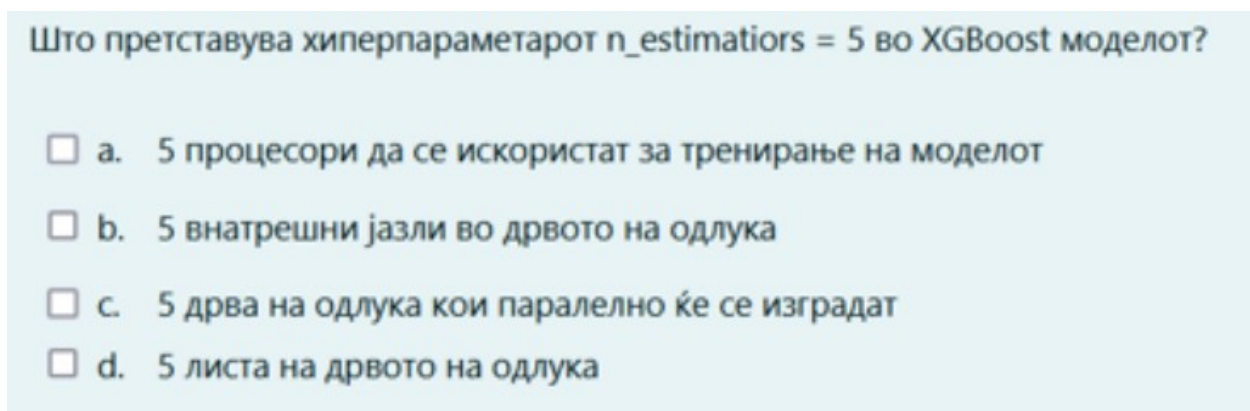 Што претставува хиперпараметарот n_estimatiors = 5 во XGBoost моделот?
a. 5 процесори да се искористат за тренирање на моделот
b. 5 внатрешни јазли во дрвото на одлука
c. 5 дрва на одлука кои паралелно ќе се изградат
d. 5 листа на дрвото на одлука